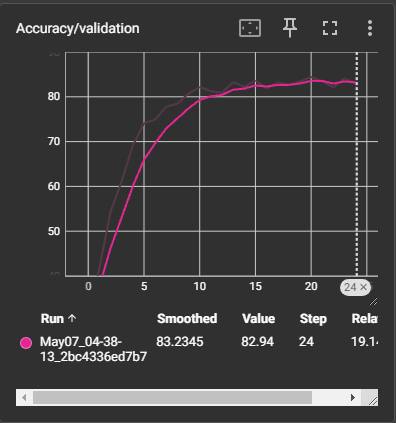 Accuracy/validation
80
70
60
50
0 5 10 15 20 24 ×
Run ↑ Smoothed Value Step Rela
May07_04-38-
13_2bc4336ed7b7 83.2345 82.94 24 19.1